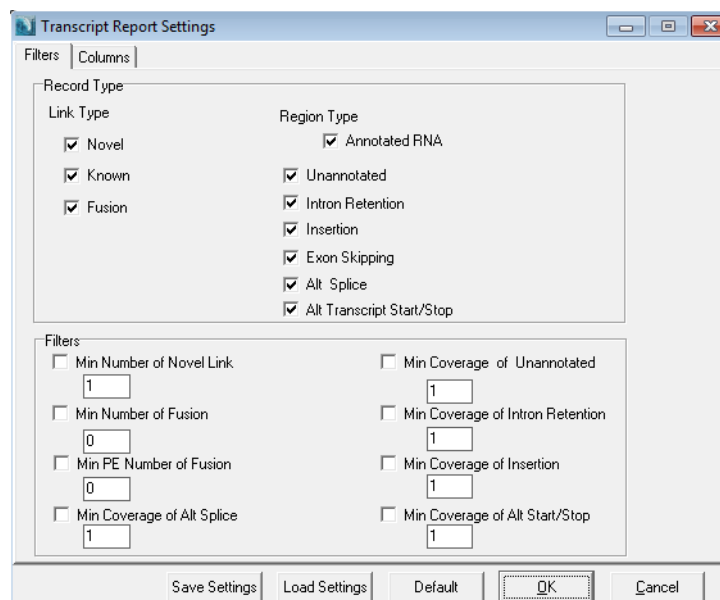 Transcript Report Settings
Filters Columns
Record Type
Link Type
Region Type
Novel
Annotated RNA
Known
Unannotated
Fusion
Intron Retention
Insertion
Exon Skipping
Alt Splice
Alt Transcript Start/Stop
Filters
Min Number of Novel Link
1
Min Coverage of Unannotated
1
Min Number of Fusion
0
Min Coverage of Intron Retention
1
Min PE Number of Fusion
0
Min Coverage of Insertion
1
Min Coverage of Alt Splice
1
Min Coverage of Alt Start/Stop
1
Save Settings Load Settings Default OK Cancel